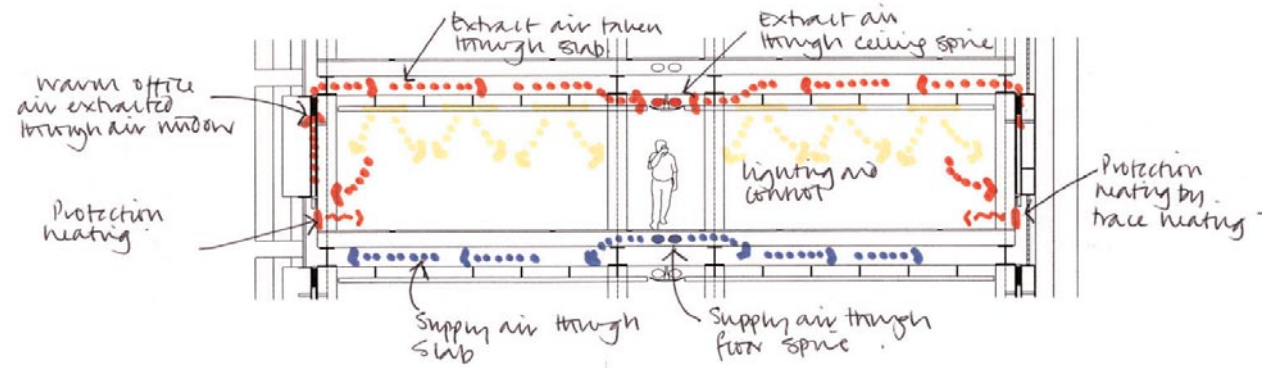 Extract air taken
through slab
Extract air
through ceiling spine
Warm office
air extracted
through air window
Lighting and
control
Protection
heating
Protection
heating by
trace heating
Supply air through
slab
Supply air through
floor spine.